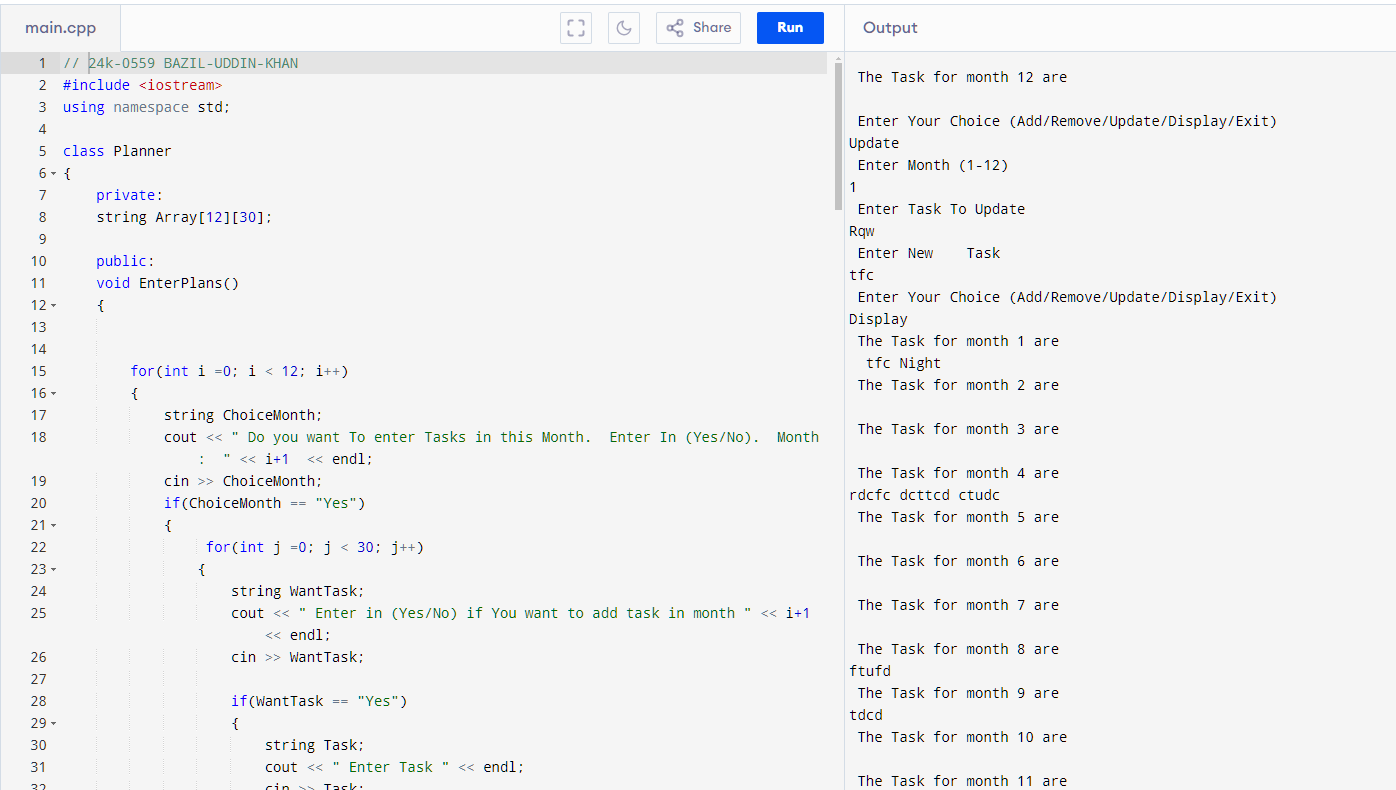 main.cpp
Share
Run
Output
1 // 24k-0559 BAZIL-UDDIN-KHAN
2 #include <iostream>
3 using namespace std;
4
5 class Planner
6 {
7 private:
8 string Array[12][30];
9
10 public:
11 void EnterPlans()
12 {
13
14
15 for(int i =0; i < 12; i++)
16 {
17 string ChoiceMonth;
18 cout << " Do you want To enter Tasks in this Month.  Enter In (Yes/No).  Month
:  " << i+1  << endl;
19 cin >> ChoiceMonth;
20 if(ChoiceMonth == "Yes")
21 {
22 for(int j =0; j < 30; j++)
23 {
24 string WantTask;
25 cout << " Enter in (Yes/No) if You want to add task in month " << i+1
<< endl;
26 cin >> WantTask;
27
28 if(WantTask == "Yes")
29 {
30 string Task;
31 cout << " Enter Task " << endl;
32 cin >> Task;
The Task for month 12 are
Enter Your Choice (Add/Remove/Update/Display/Exit)
Update
Enter Month (1-12)
1
Enter Task To Update
Rqw
Enter New    Task
tfc
Enter Your Choice (Add/Remove/Update/Display/Exit)
Display
The Task for month 1 are
tfc Night
The Task for month 2 are
The Task for month 3 are
The Task for month 4 are
rdcfc dcttcd ctudc
The Task for month 5 are
The Task for month 6 are
The Task for month 7 are
The Task for month 8 are
ftufd
The Task for month 9 are
tdcd
The Task for month 10 are
The Task for month 11 are